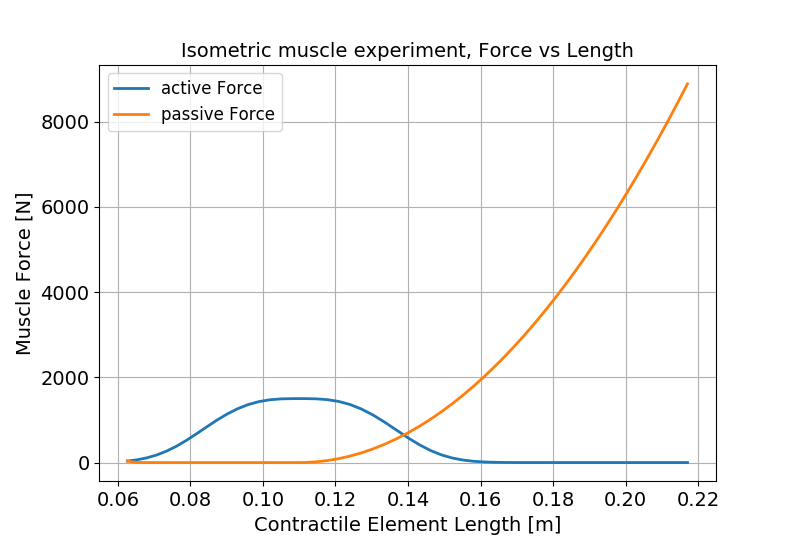 Isometric muscle experiment, Force vs Length
active Force
passive Force
Muscle Force [N]
8000
6000
4000
2000
0
0.06 0.08 0.10 0.12 0.14 0.16 0.18 0.20 0.22
Contractile Element Length [m]